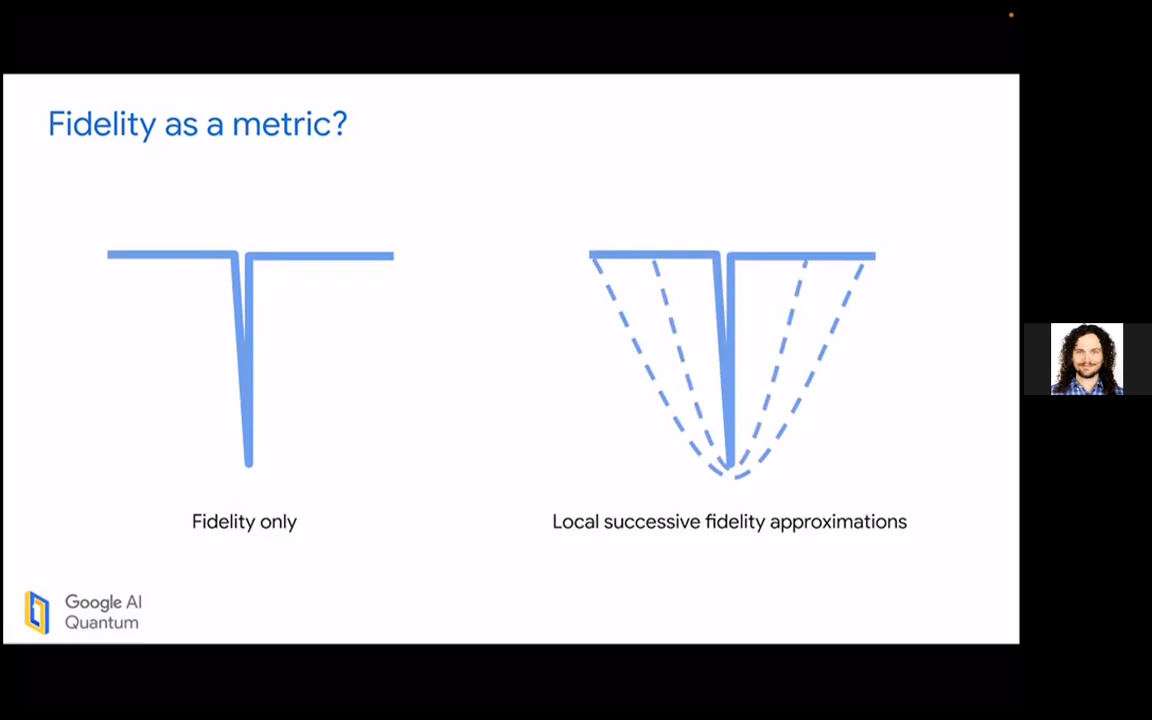 Fidelity as a metric?
Fidelity only
Local successive fidelity approximations
Google AI
Quantum